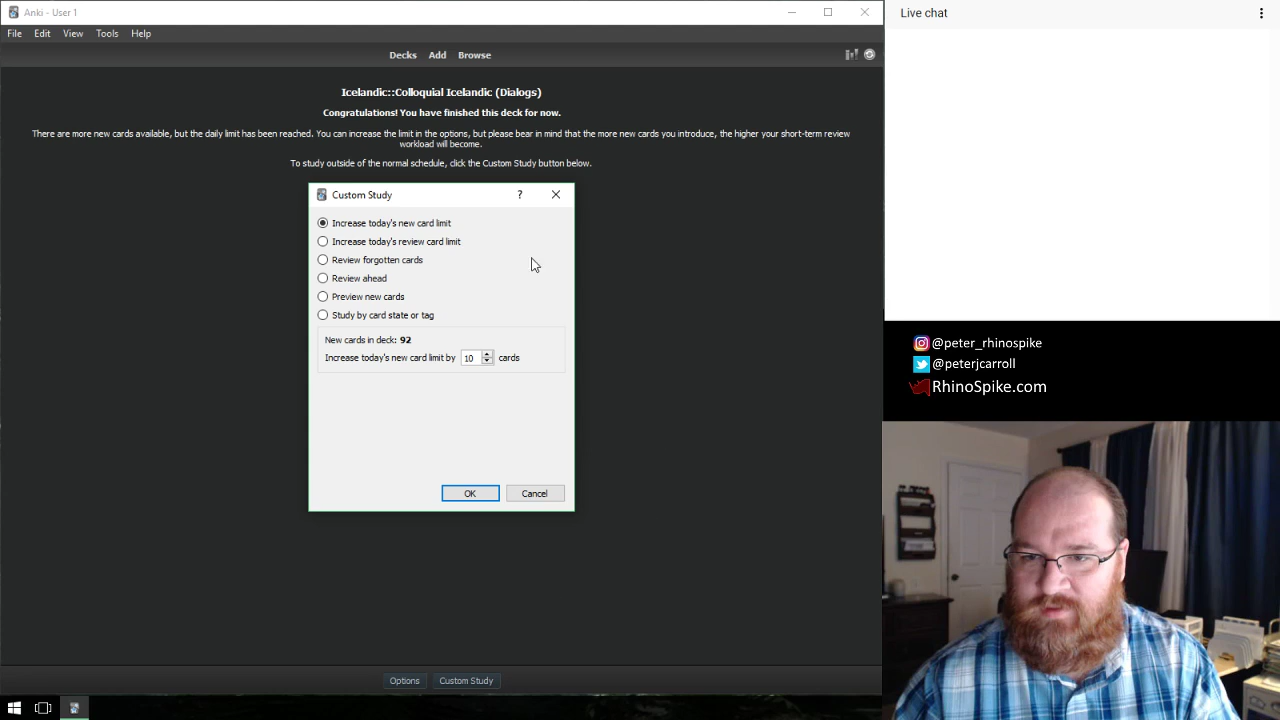 Anki - User 1
File Edit View Tools Help
Decks Add Browse
Icelandic::Colloquial Icelandic (Dialogs)
Congratulations! You have finished this deck for now.
There are more new cards available, but the daily limit has been reached. You can increase the limit in the options, but please bear in mind that the more new cards you introduce, the higher your short-term review
workload will become.
To study outside of the normal schedule, click the Custom Study button below.
Custom Study
Increase today's new card limit
Increase today's review card limit
Review forgotten cards
Review ahead
Preview new cards
Study by card state or tag
New cards in deck: 92
Increase today's new card limit by 10 cards
OK Cancel
Options Custom Study
Live chat
@peter_rhinospike
@peterjcarroll
RhinoSpike.com